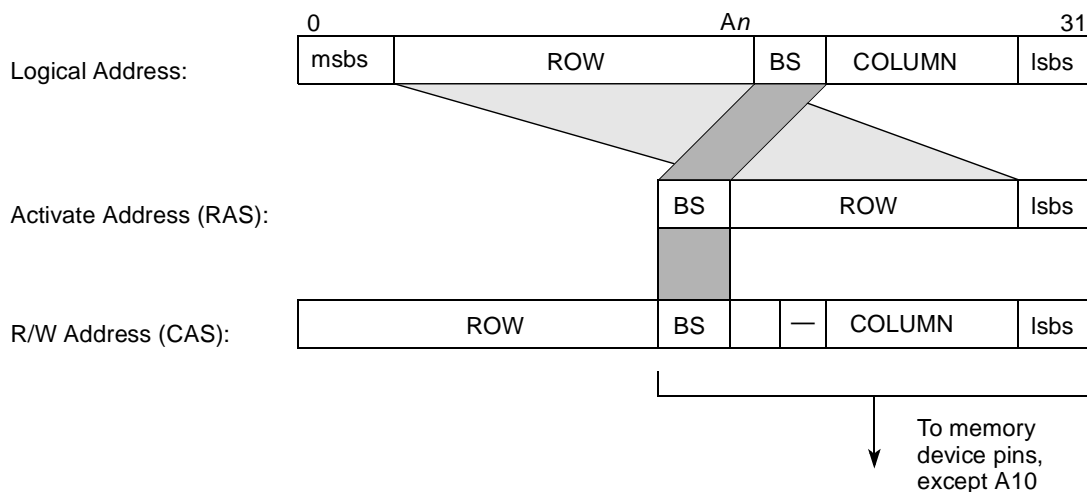 0 An 31
Logical Address: msbs ROW BS COLUMN lsbs
Activate Address (RAS): BS ROW lsbs
R/W Address (CAS): ROW BS — COLUMN lsbs
To memory
device pins,
except A10